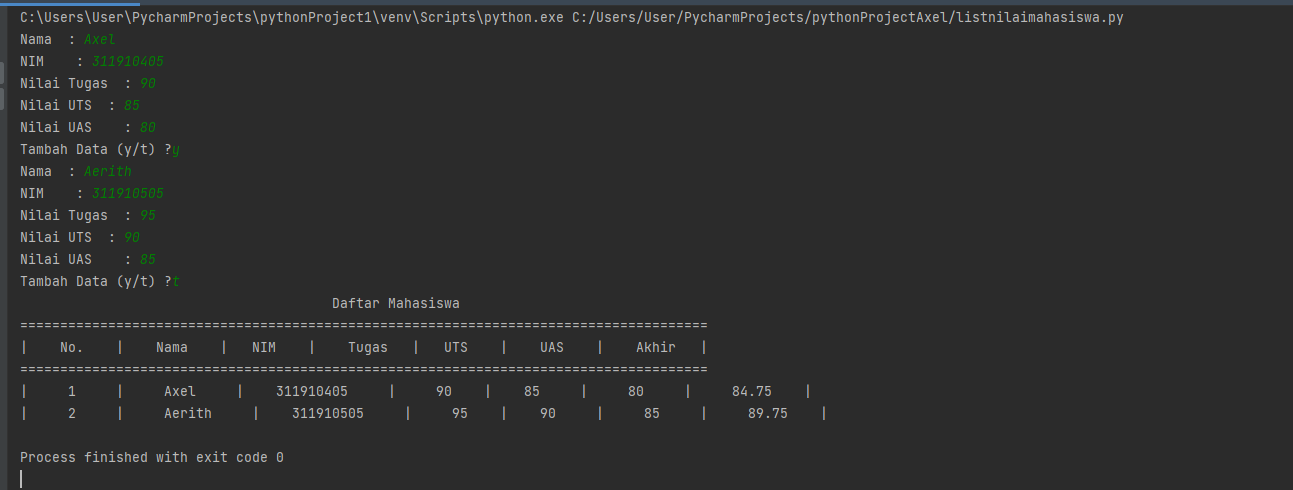 C:\Users\User\PycharmProjects\pythonProject1\venv\Scripts\python.exe C:/Users/User/PycharmProjects/pythonProjectAxel/listnilaimahasiswa.py
Nama  : Axel
NIM    : 311910405
Nilai Tugas  : 90
Nilai UTS  : 85
Nilai UAS    : 80
Tambah Data (y/t) ?y
Nama  : Aerith
NIM    : 311910505
Nilai Tugas  : 95
Nilai UTS  : 90
Nilai UAS    : 85
Tambah Data (y/t) ?t
                                       Daftar Mahasiswa
======================================================================================
|    No.    |    Nama    |   NIM    |    Tugas   |   UTS    |    UAS    |    Akhir   |
======================================================================================
|     1     |     Axel     |    311910405     |     90    |    85     |     80     |     84.75    |
|     2     |     Aerith     |    311910505     |     95    |    90     |     85     |     89.75    |
Process finished with exit code 0